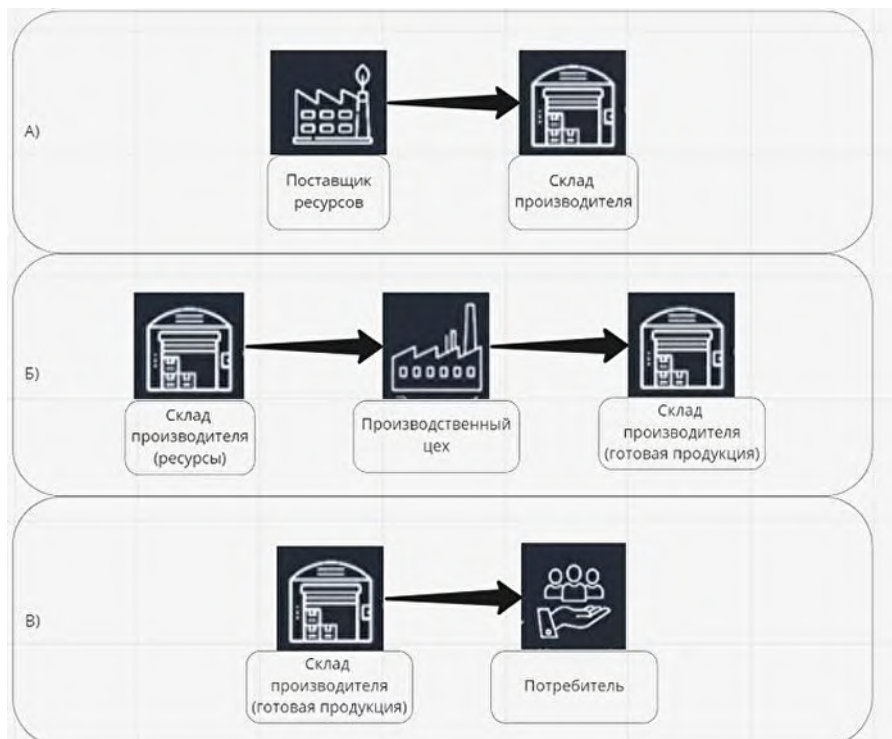 А)
Поставщик
ресурсов
Склад
производителя
Б)
Склад
производителя
(ресурсы)
Производственный
цех
Склад
производителя
(готовая продукция)
В)
Склад
производителя
(готовая продукция)
Потребитель